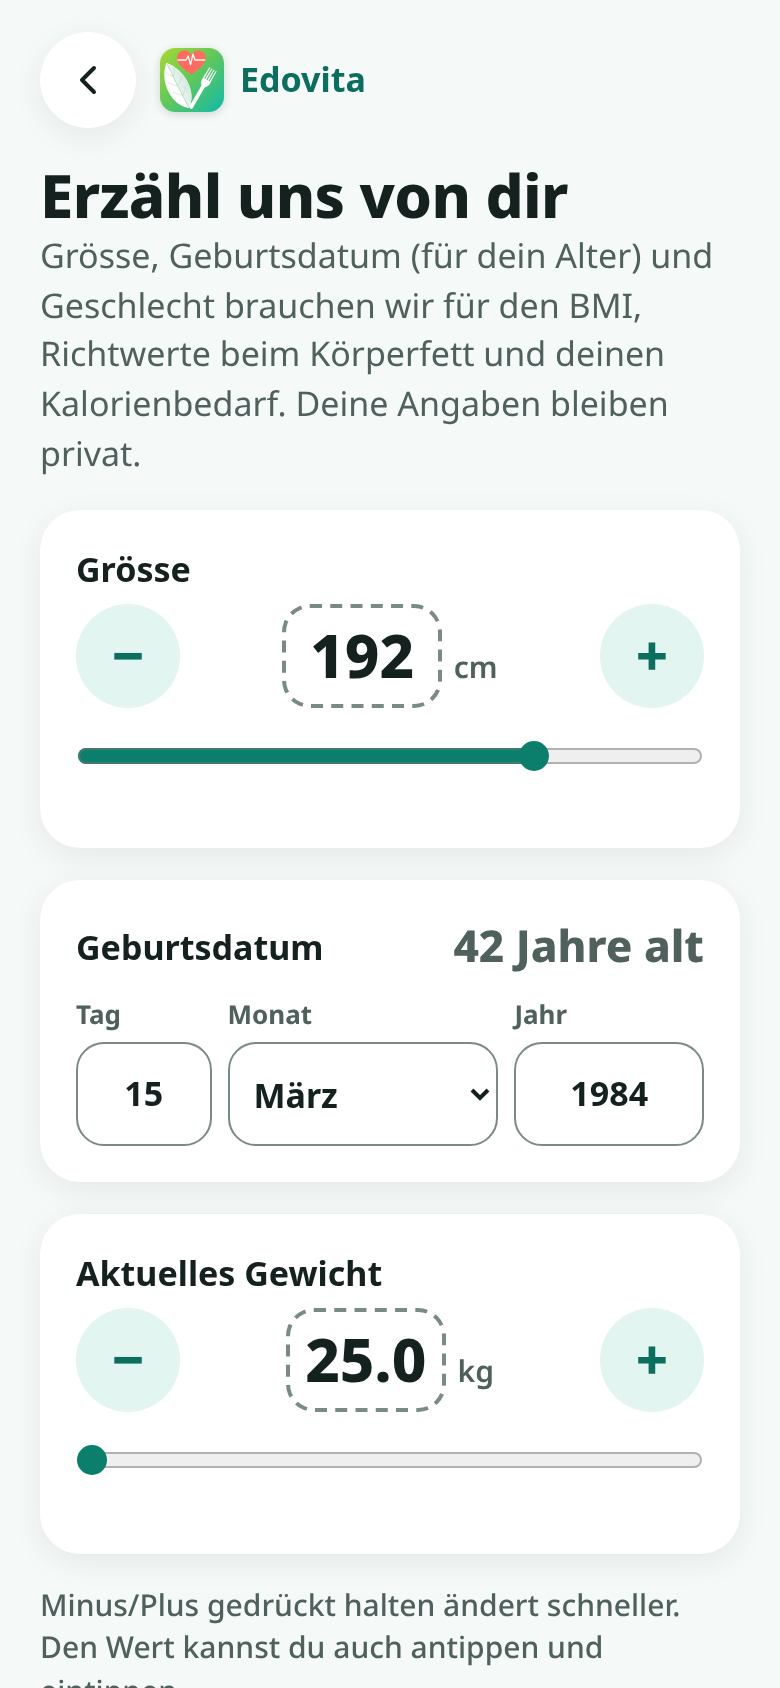 Edovita
Erzähl uns von dir
Grösse, Geburtsdatum (für dein Alter) und
Geschlecht brauchen wir für den BMI,
Richtwerte beim Körperfett und deinen
Kalorienbedarf. Deine Angaben bleiben
privat.
Grösse
− 192 cm +
Geburtsdatum 42 Jahre alt
Tag Monat Jahr
15 März 1984
Aktuelles Gewicht
− 25.0 kg +
Minus/Plus gedrückt halten ändert schneller.
Den Wert kannst du auch antippen und